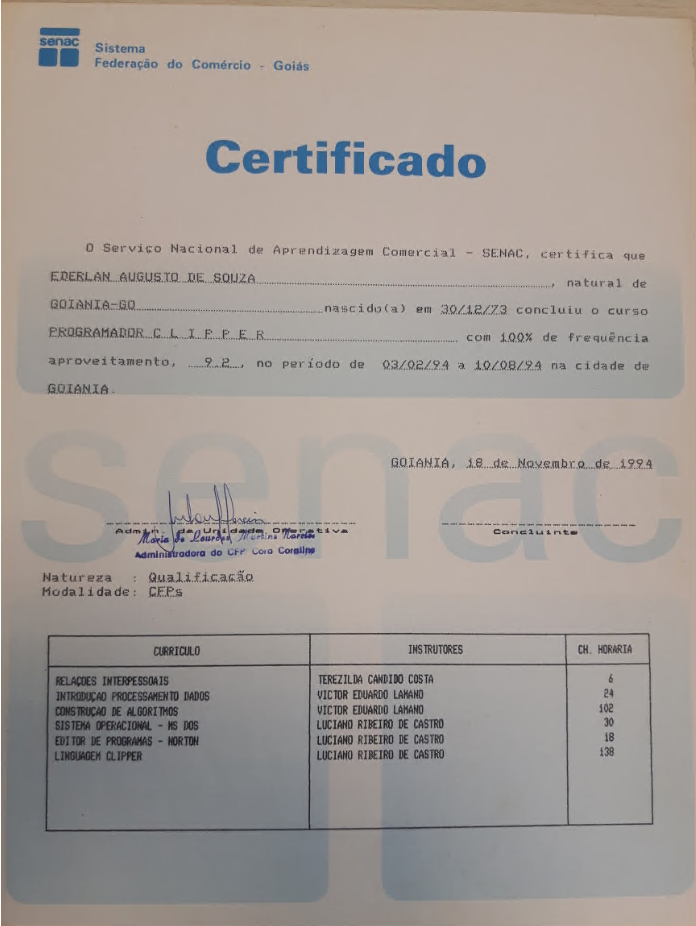 senac
Sistema
Federação do Comércio - Goiás
Certificado
O Serviço Nacional de Aprendizagem Comercial - SENAC, certifica que
EDERLAN AUGUSTO DE SOUZA, natural de
GOIANIA-GO nascido(a) em 30/12/73 concluiu o curso
PROGRAMADOR C L I P P E R com 100% de frequência
aproveitamento, 9.2, no período de 03/02/94 a 10/08/94 na cidade de
GOIANIA.
senac
GOIANIA, 18 de Novembro de 1994
Admin. da Unidade Operativa
Concluinte
Maria de Lourdes Martins
Administradora do CFP Cora Coralina
Natureza : Qualificação
Modalidade: CFPs
CURRICULO INSTRUTORES CH. HORARIA
RELAÇOES INTERPESSOAIS TEREZILDA CANDIDO COSTA 6
INTRODUÇAO PROCESSAMENTO DADOS VICTOR EDUARDO LAMANO 24
CONSTRUÇAO DE ALGORITMOS VICTOR EDUARDO LAMANO 102
SISTEMA OPERACIONAL - MS DOS LUCIANO RIBEIRO DE CASTRO 30
EDITOR DE PROGRAMAS - NORTON LUCIANO RIBEIRO DE CASTRO 18
LINGUAGEM CLIPPER LUCIANO RIBEIRO DE CASTRO 138